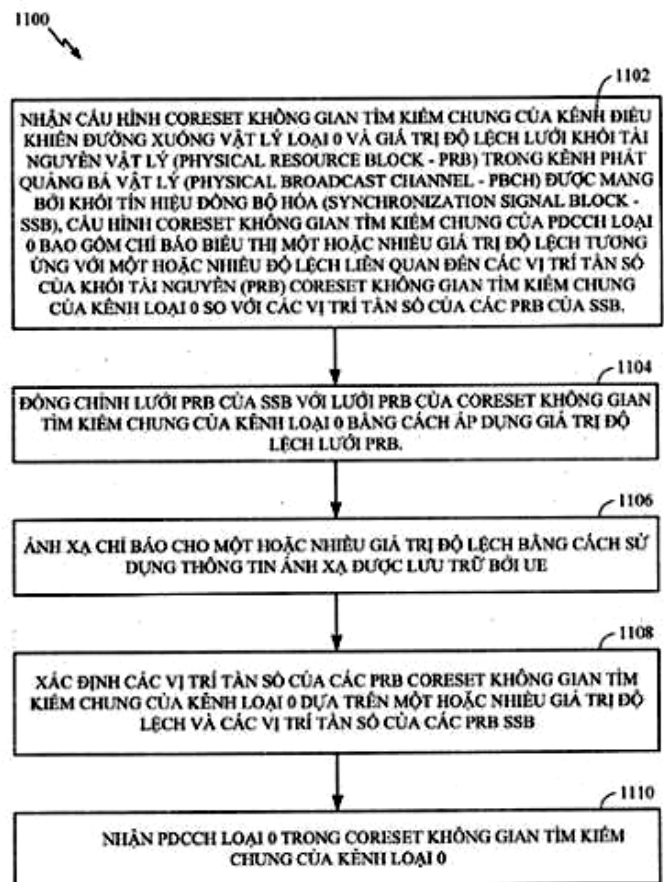 1100
1102
NHẬN CẤU HÌNH CORESET KHÔNG GIAN TÌM KIẾM CHUNG CỦA KÊNH ĐIỀU
KHIỂN ĐƯỜNG XUỐNG VẬT LÝ LOẠI 0 VÀ GIÁ TRỊ ĐỘ LỆCH LƯỚI KHỐI TÀI
NGUYÊN VẬT LÝ (PHYSICAL RESOURCE BLOCK - PRB) TRONG KÊNH PHÁT
QUẢNG BÁ VẬT LÝ (PHYSICAL BROADCAST CHANNEL - PBCH) ĐƯỢC MANG
BỞI KHỐI TÍN HIỆU ĐỒNG BỘ HÓA (SYNCHRONIZATION SIGNAL BLOCK -
SSB), CẤU HÌNH CORESET KHÔNG GIAN TÌM KIẾM CHUNG CỦA PDCCH LOẠI
0 BAO GỒM CHỈ BÁO BIỂU THỊ MỘT HOẶC NHIỀU GIÁ TRỊ ĐỘ LỆCH TƯƠNG
ỨNG VỚI MỘT HOẶC NHIỀU ĐỘ LỆCH LIÊN QUAN ĐẾN CÁC VỊ TRÍ TẦN SỐ
CỦA KHỐI TÀI NGUYÊN (PRB) CORESET KHÔNG GIAN TÌM KIẾM CHUNG
CỦA KÊNH LOẠI 0 SO VỚI CÁC VỊ TRÍ TẦN SỐ CỦA CÁC PRB CỦA SSB.
1104
ĐỒNG CHỈNH LƯỚI PRB CỦA SSB VỚI LƯỚI PRB CỦA CORESET KHÔNG GIAN
TÌM KIẾM CHUNG CỦA KÊNH LOẠI 0 BẰNG CÁCH ÁP DỤNG GIÁ TRỊ ĐỘ
LỆCH LƯỚI PRB.
1106
ÁNH XẠ CHỈ BÁO CHO MỘT HOẶC NHIỀU GIÁ TRỊ ĐỘ LỆCH BẰNG CÁCH SỬ
DỤNG THÔNG TIN ÁNH XẠ ĐƯỢC LƯU TRỮ BỞI UE
1108
XÁC ĐỊNH CÁC VỊ TRÍ TẦN SỐ CỦA CÁC PRB CORESET KHÔNG GIAN TÌM
KIẾM CHUNG CỦA KÊNH LOẠI 0 DỰA TRÊN MỘT HOẶC NHIỀU GIÁ TRỊ ĐỘ
LỆCH VÀ CÁC VỊ TRÍ TẦN SỐ CỦA CÁC PRB SSB
1110
NHẬN PDCCH LOẠI 0 TRONG CORESET KHÔNG GIAN TÌM KIẾM
CHUNG CỦA KÊNH LOẠI 0